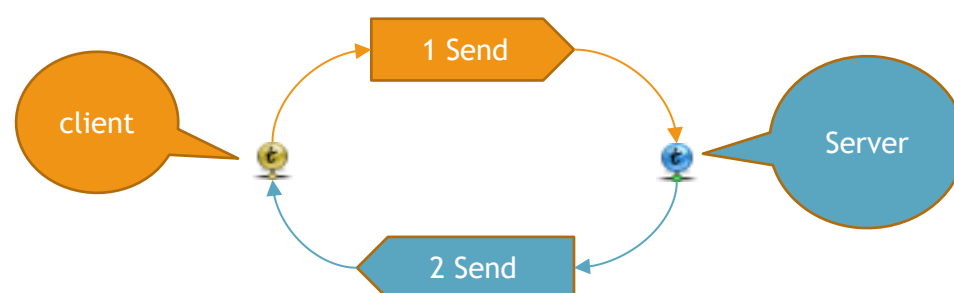 1 Send
client
t
t
Server
2 Send